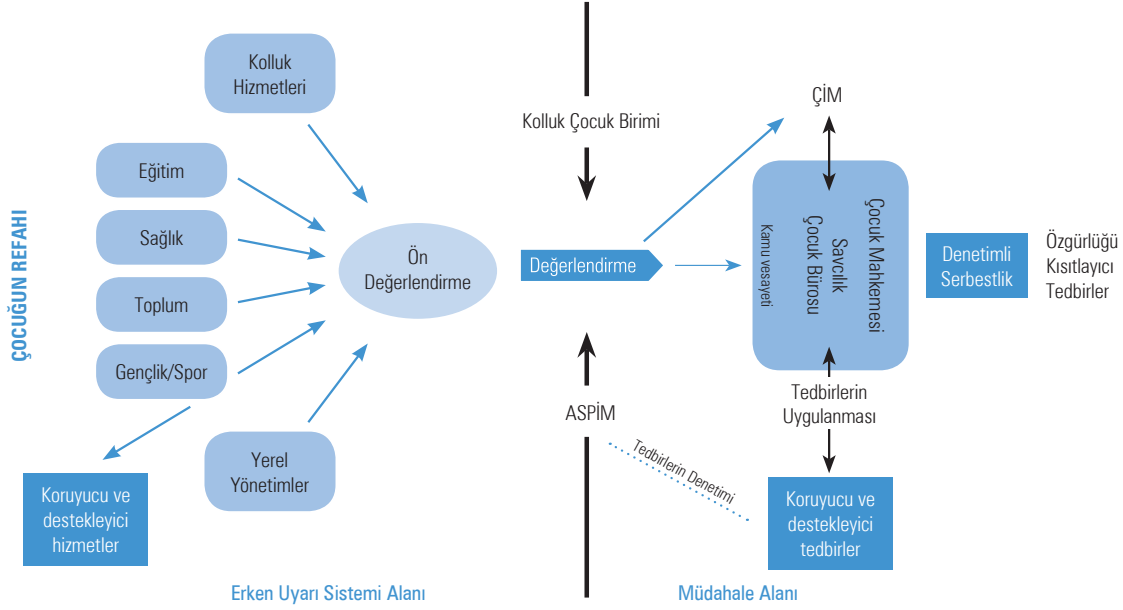 ÇOCUĞUN REFAHI
Kolluk
Hizmetleri
Eğitim
Sağlık
Toplum
Gençlik/Spor
Yerel
Yönetimler
Koruyucu ve
destekleyici
hizmetler
Ön
Değerlendirme
Erken Uyarı Sistemi Alanı
Kolluk Çocuk Birimi
Değerlendirme
ASPİM
Tedbirlerin Denetimi
ÇİM
Çocuk Mahkemesi
Savcılık
Çocuk Bürosu
Kamu vesayeti
Tedbirlerin
Uygulanması
Koruyucu ve
destekleyici
tedbirler
Denetimli
Serbestlik
Özgürlüğü
Kısıtlayıcı
Tedbirler
Müdahale Alanı